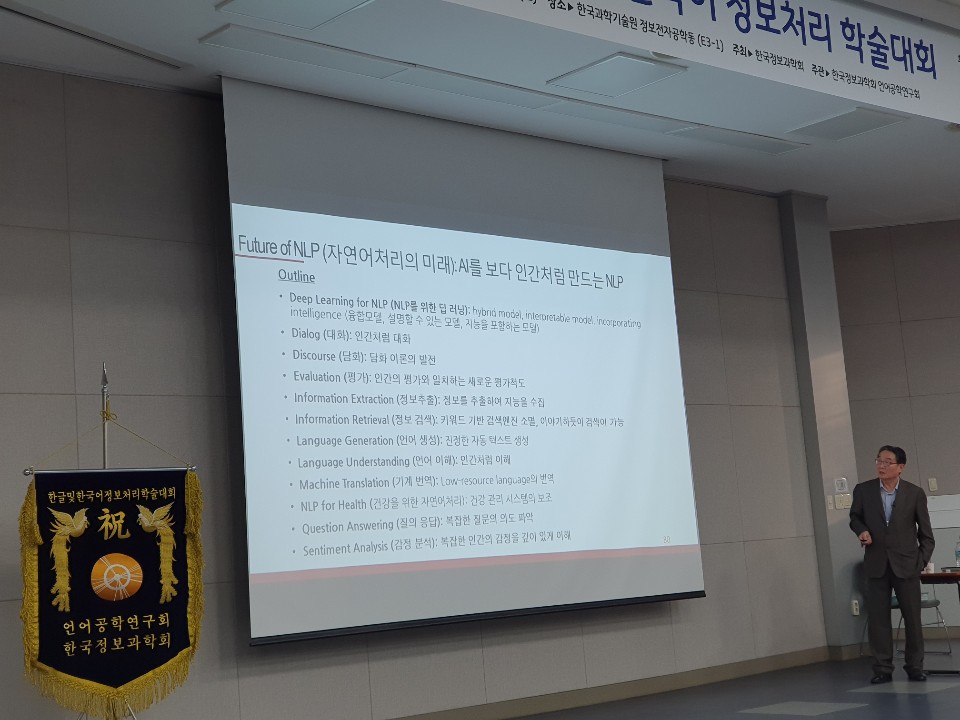 국어 정보처리 학술대회
장소▶ 한국과학기술원 정보전자공학동 (E3-1) 주최▶ 한국정보과학회 주관▶ 한국정보과학회 언어공학연구회
Future of NLP (자연어처리의 미래): AI를 보다 인간처럼 만드는 NLP
Outline
• Deep Learning for NLP (NLP를 위한 딥 러닝): hybrid model, interpretable model, incorporating
intelligence (융합모델, 설명할 수 있는 모델, 지능을 포함하는 모델)
• Dialog (대화): 인간처럼 대화
• Discourse (담화): 담화 이론의 발전
• Evaluation (평가): 인간의 평가와 일치하는 새로운 평가척도
• Information Extraction (정보추출): 정보를 추출하여 지능을 수집
• Information Retrieval (정보 검색): 키워드 기반 검색엔진 소멸, 이야기하듯이 검색이 가능
• Language Generation (언어 생성): 진정한 자동 텍스트 생성
• Language Understanding (언어 이해): 인간처럼 이해
• Machine Translation (기계 번역): Low-resource language의 번역
• NLP for Health (건강을 위한 자연어처리): 건강 관리 시스템의 보조
• Question Answering (질의 응답): 복잡한 질문의 의도 파악
• Sentiment Analysis (감정 분석): 복잡한 인간의 감정을 깊이 있게 이해
60
한글및한국어정보처리학술대회
祝
언어공학연구회
한국정보과학회